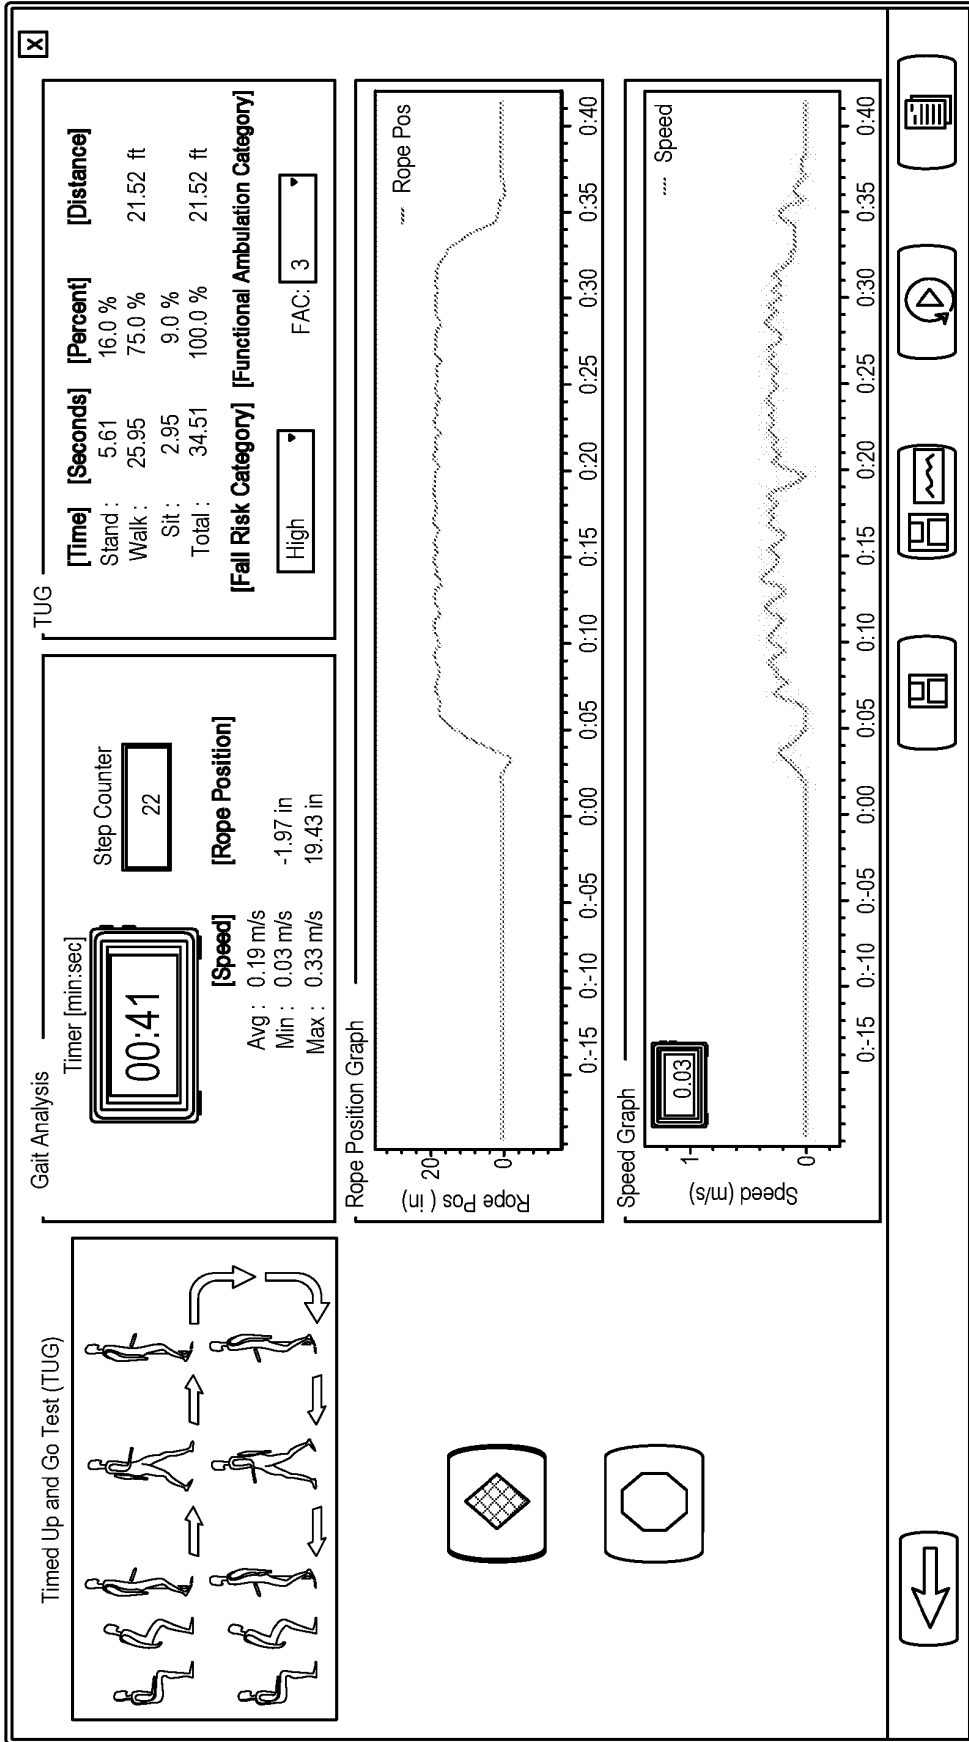 X
Timed Up and Go Test (TUG)
Gait Analysis
Timer [min:sec]
00:41
Step Counter
22
[Speed] [Rope Position]
Avg : 0.19 m/s
Min : 0.03 m/s -1.97 in
Max : 0.33 m/s 19.43 in
TUG
[Time] [Seconds] [Percent] [Distance]
Stand : 5.61 16.0 %
Walk : 25.95 75.0 % 21.52 ft
Sit : 2.95 9.0 %
Total : 34.51 100.0 % 21.52 ft
[Fall Risk Category] [Functional Ambulation Category]
High FAC: 3
Rope Position Graph
Rope Pos
Rope Pos ( in)
20
0
0:-15 0:-10 0:-05 0:00 0:05 0:10 0:15 0:20 0:25 0:30 0:35 0:40
Speed Graph
0.03
Speed
Speed (m/s)
1
0
0:-15 0:-10 0:-05 0:00 0:05 0:10 0:15 0:20 0:25 0:30 0:35 0:40